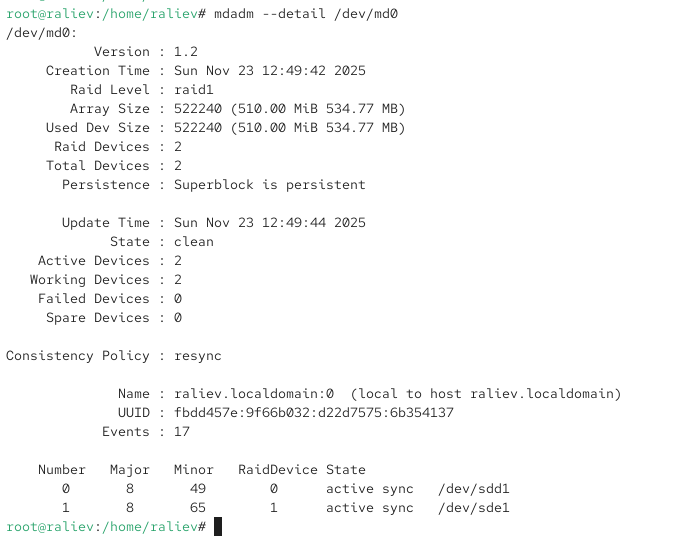 root@raliev:/home/raliev# mdadm --detail /dev/md0
/dev/md0:
Version : 1.2
Creation Time : Sun Nov 23 12:49:42 2025
Raid Level : raid1
Array Size : 522240 (510.00 MiB 534.77 MB)
Used Dev Size : 522240 (510.00 MiB 534.77 MB)
Raid Devices : 2
Total Devices : 2
Persistence : Superblock is persistent
Update Time : Sun Nov 23 12:49:44 2025
State : clean
Active Devices : 2
Working Devices : 2
Failed Devices : 0
Spare Devices : 0
Consistency Policy : resync
Name : raliev.localdomain:0  (local to host raliev.localdomain)
UUID : fbdd457e:9f66b032:d22d7575:6b354137
Events : 17
Number   Major   Minor   RaidDevice State
0       8       49        0      active sync   /dev/sdd1
1       8       65        1      active sync   /dev/sde1
root@raliev:/home/raliev#